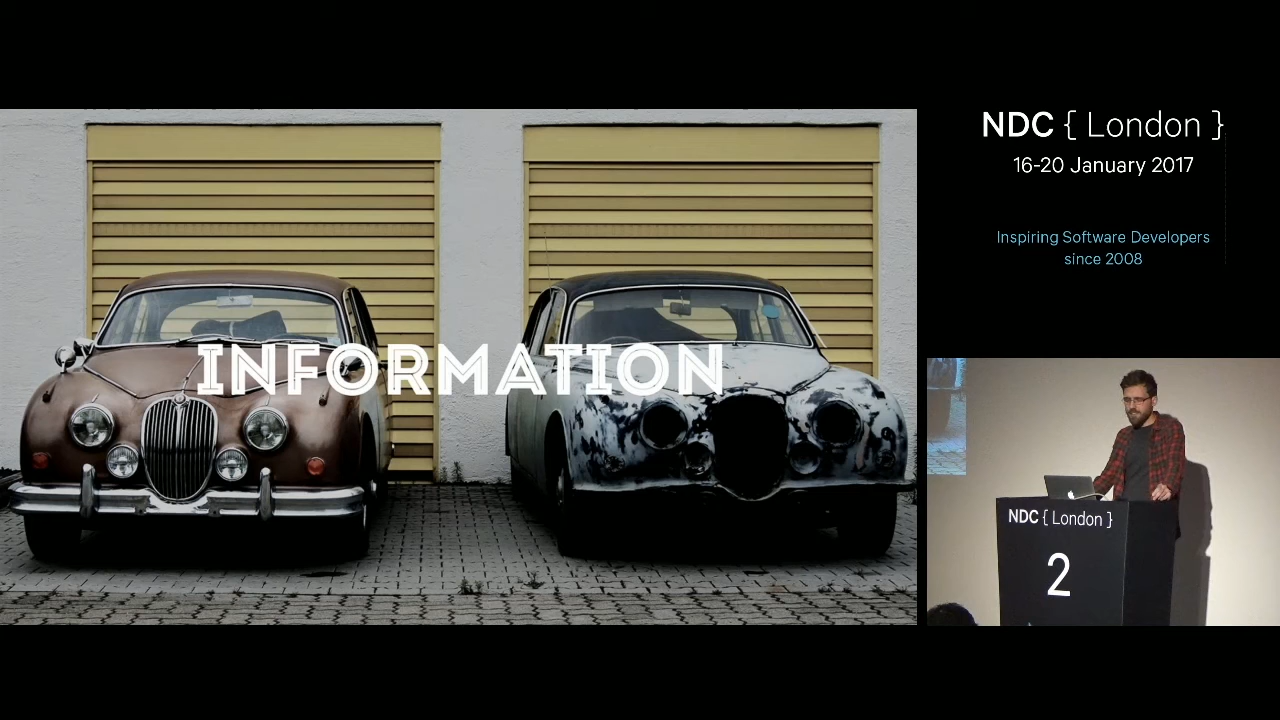 INFORMATION
NDC { London }
16-20 January 2017
Inspiring Software Developers
since 2008
NDC { London }
2